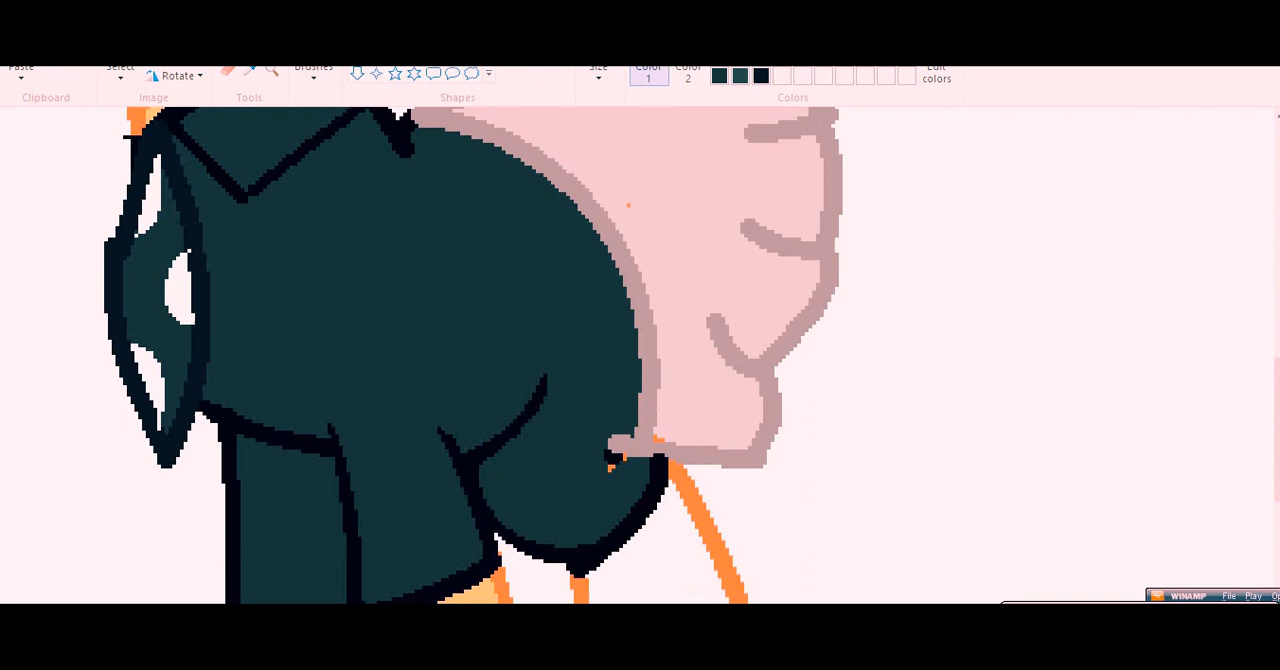 Paste Select Brushes Size Color Color Edit
Rotate 1 2 colors
Clipboard Image Tools Shapes Colors
WINAMP File Play